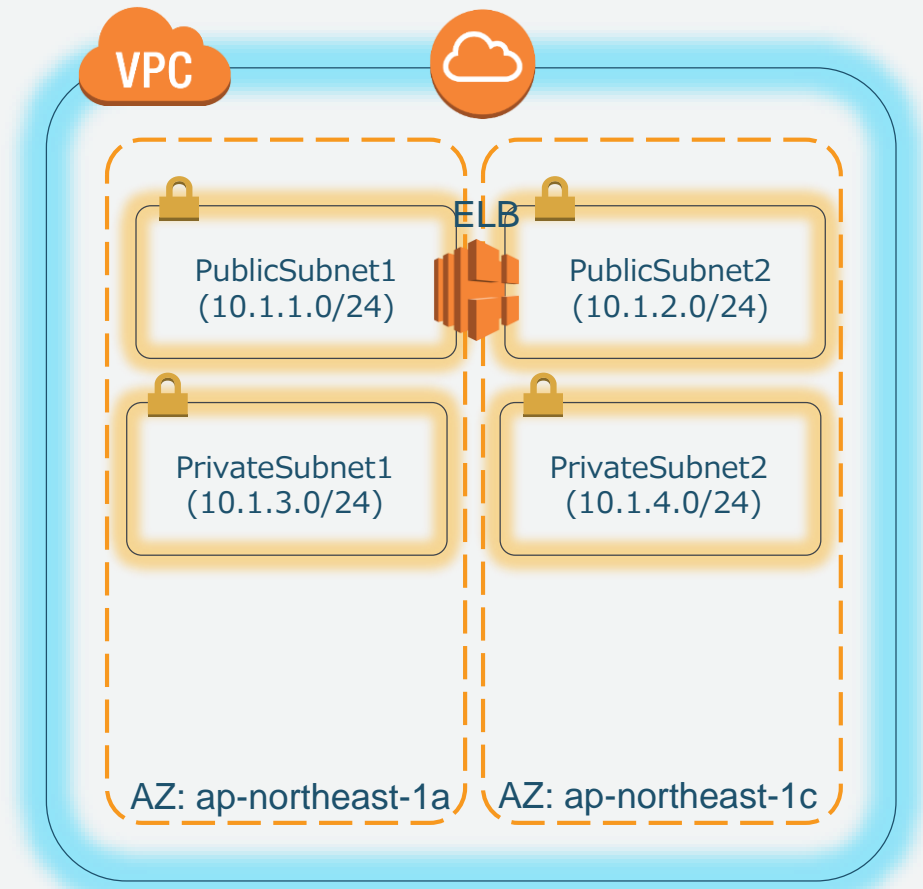 VPC
ELB
PublicSubnet1
(10.1.1.0/24)
PublicSubnet2
(10.1.2.0/24)
PrivateSubnet1
(10.1.3.0/24)
PrivateSubnet2
(10.1.4.0/24)
AZ: ap-northeast-1a
AZ: ap-northeast-1c